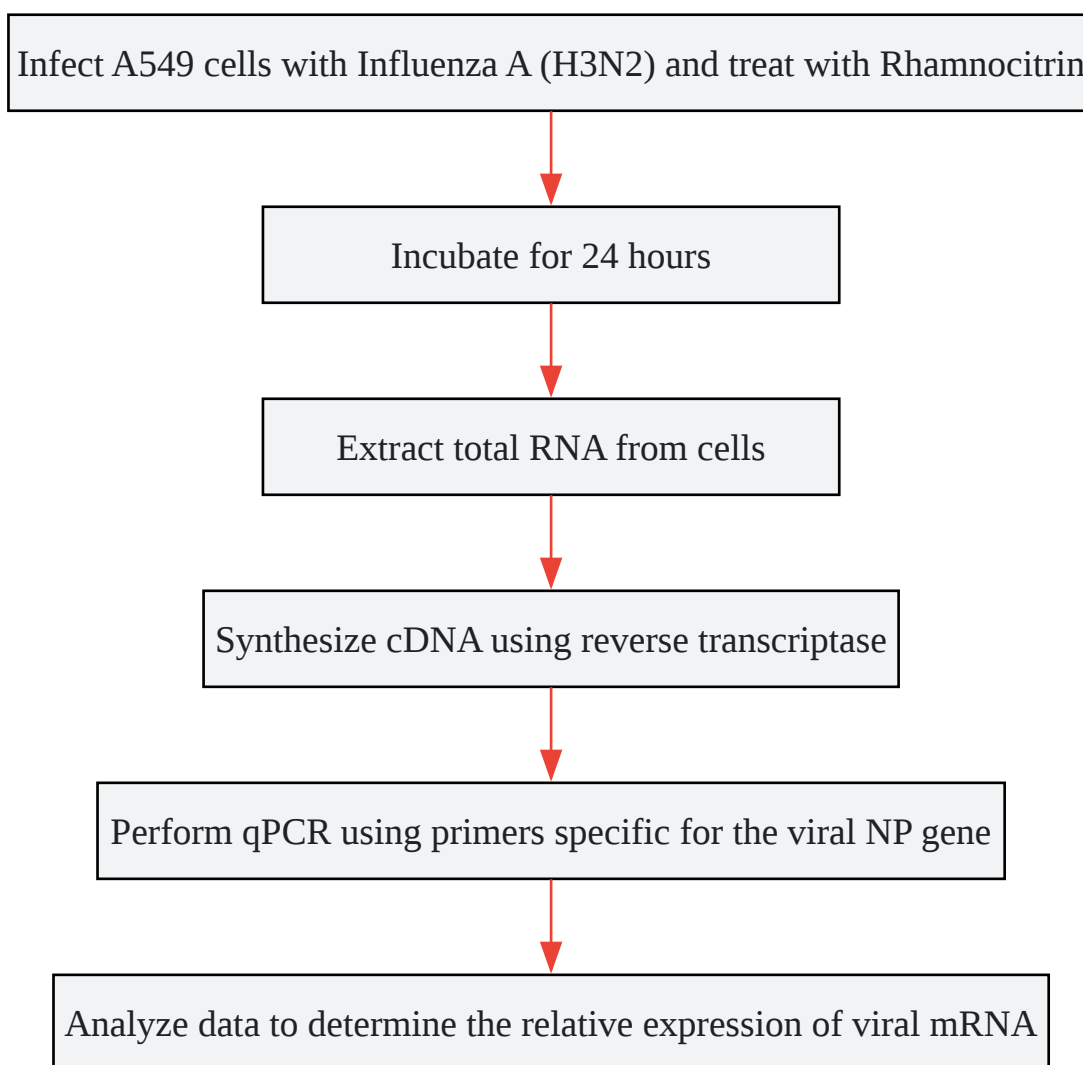 Infect A549 cells with Influenza A (H3N2) and treat with Rhamnocitrin
Incubate for 24 hours
Extract total RNA from cells
Synthesize cDNA using reverse transcriptase
Perform qPCR using primers specific for the viral NP gene
Analyze data to determine the relative expression of viral mRNA